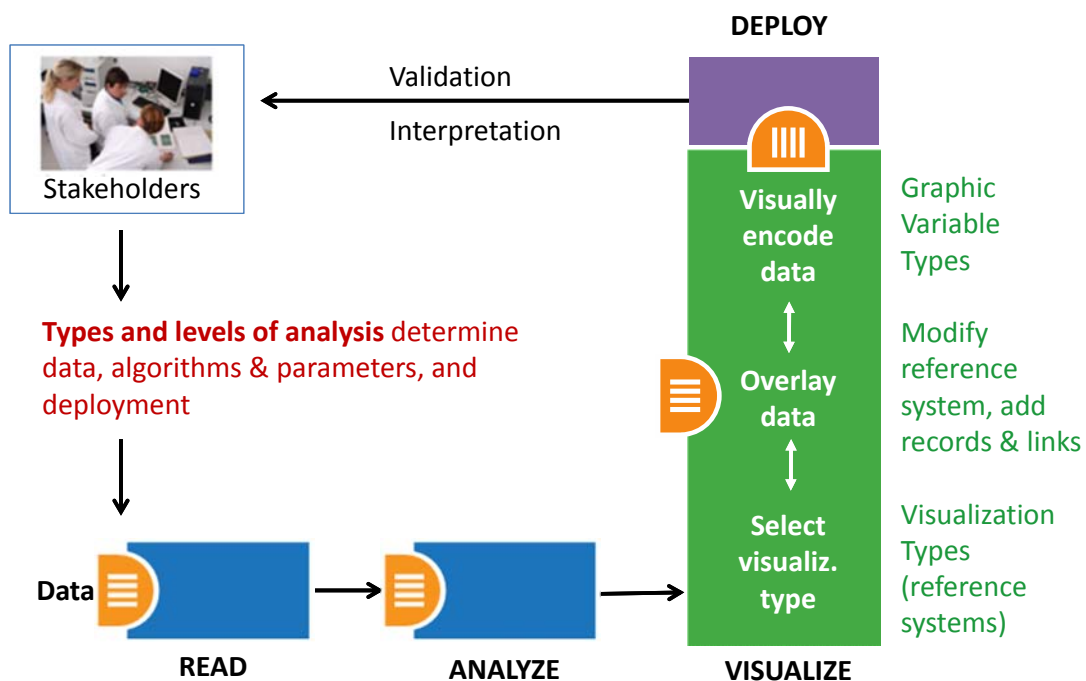 DEPLOY
Validation
Interpretation
Stakeholders
Visually
encode
data
Graphic
Variable
Types
Types and levels of analysis determine
data, algorithms & parameters, and
deployment
Overlay
data
Modify
reference
system, add
records & links
Select
visualiz.
type
Visualization
Types
(reference
systems)
Data
READ
ANALYZE
VISUALIZE